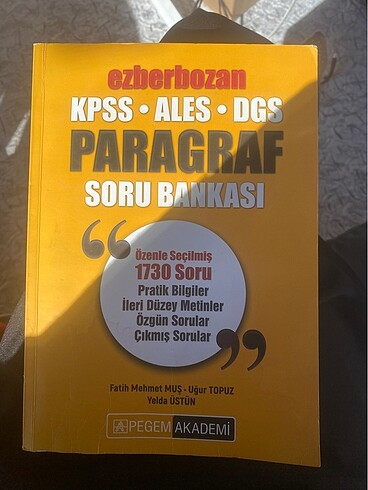 ezberbozan
KPSS • ALES • DGS
PARAGRAF
SORU BANKASI
Özenle Seçilmiş
1730 Soru
Pratik Bilgiler
İleri Düzey Metinler
Özgün Sorular
Çıkmış Sorular
Fatih Mehmet MUŞ - Uğur TOPUZ
Yelda ÜSTÜN
PEGEM AKADEMİ